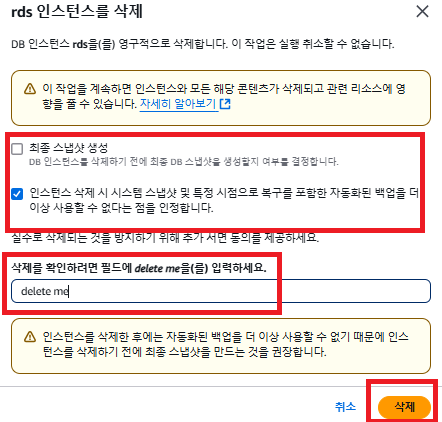 rds 인스턴스를 삭제
DB 인스턴스 rds을(를) 영구적으로 삭제합니다. 이 작업은 실행 취소할 수 없습니다.
이 작업을 계속하면 인스턴스와 모든 해당 콘텐츠가 삭제되고 관련 리소스에 영
향을 줄 수 있습니다. 자세히 알아보기
최종 스냅샷 생성
DB 인스턴스를 삭제하기 전에 최종 DB 스냅샷을 생성할지 여부를 결정합니다.
인스턴스 삭제 시 시스템 스냅샷 및 특정 시점으로 복구를 포함한 자동화된 백업을 더
이상 사용할 수 없다는 점을 인정합니다.
실수로 삭제되는 것을 방지하기 위해 추가 서면 동의를 제공하세요.
삭제를 확인하려면 필드에 delete me을(를) 입력하세요.
delete me
인스턴스를 삭제한 후에는 자동화된 백업을 더 이상 사용할 수 없기 때문에 인스
턴스를 삭제하기 전에 최종 스냅샷을 만드는 것을 권장합니다.
취소
삭제